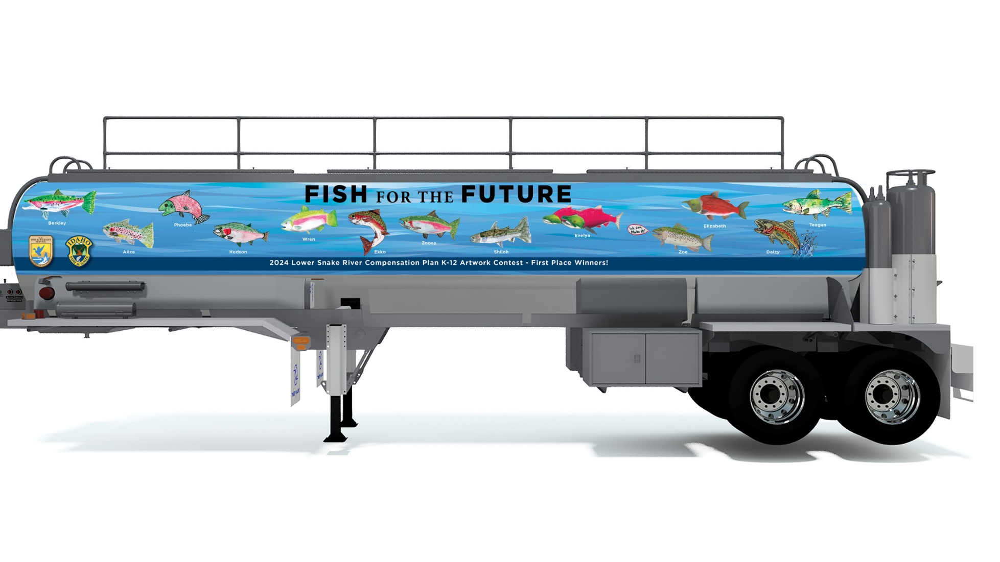 FISH FOR THE FUTURE
Berkley
Phoebe
Alice
Hudson
Wren
Ekko
Zooey
Shiloh
Evelyn
We can
Make it!
Zoe
Elizabeth
Daizy
Teagan
U.S.
FISH & WILDLIFE
SERVICE
IDAHO
FISH & GAME
2024 Lower Snake River Compensation Plan K-12 Artwork Contest - First Place Winners!